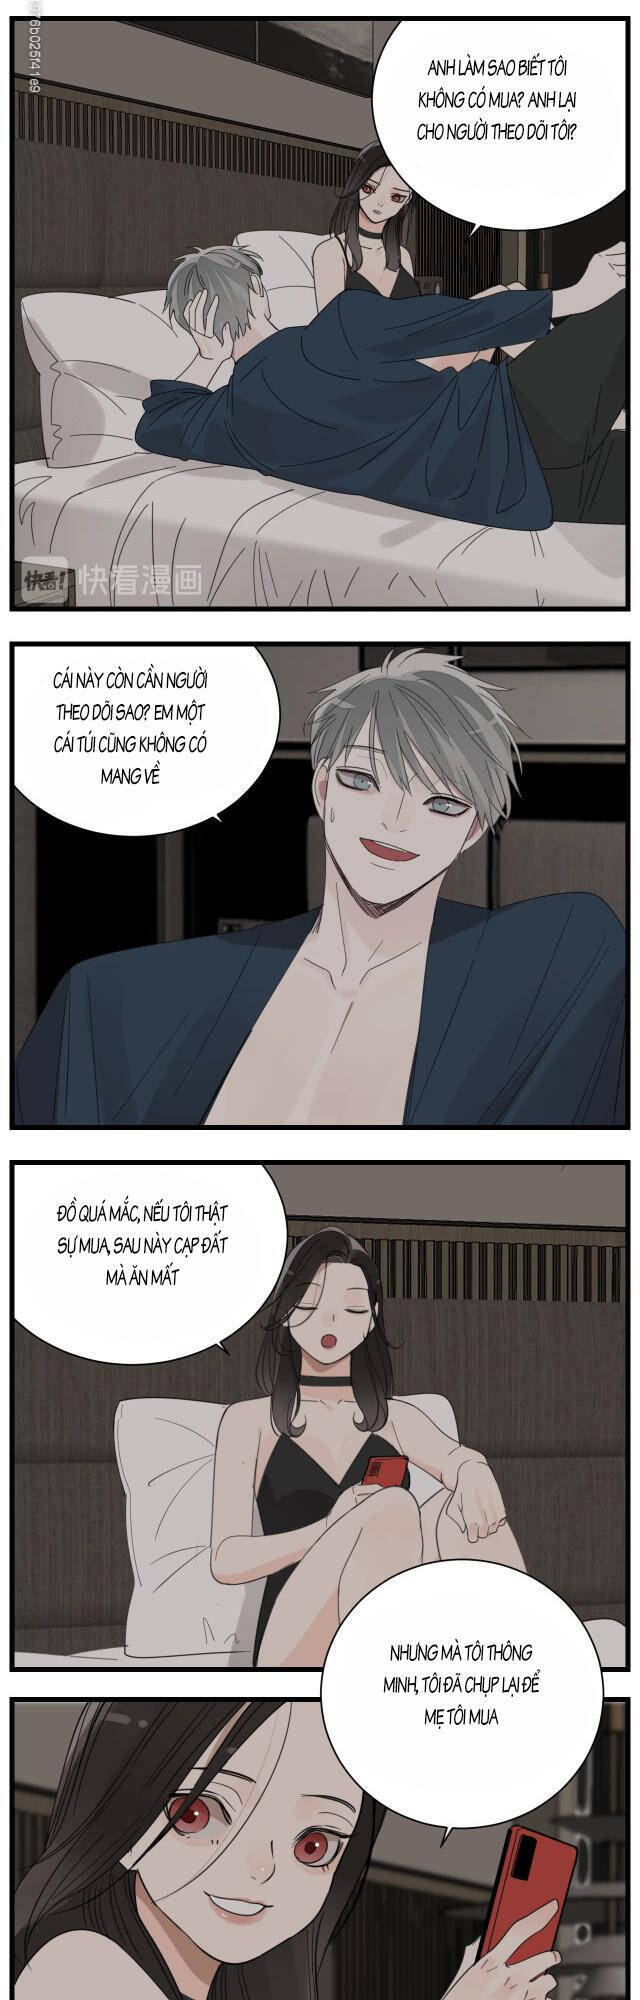 976b025f41e9
ANH LÀM SAO BIẾT TÔI
KHÔNG CÓ MUA? ANH LẠI
CHO NGƯỜI THEO DÕI TÔI?
快看!
快看漫画
CÁI NÀY CÒN CẦN NGƯỜI
THEO DÕI SAO? EM MỘT
CÁI TÚI CŨNG KHÔNG CÓ
MANG VỀ
ĐỒ QUÁ MẮC, NẾU TÔI THẬT
SỰ MUA, SAU NÀY CẠP ĐẤT
MÀ ĂN MẤT
NHƯNG MÀ TÔI THÔNG
MINH, TÔI ĐÃ CHỤP LẠI ĐỂ
MẸ TÔI MUA